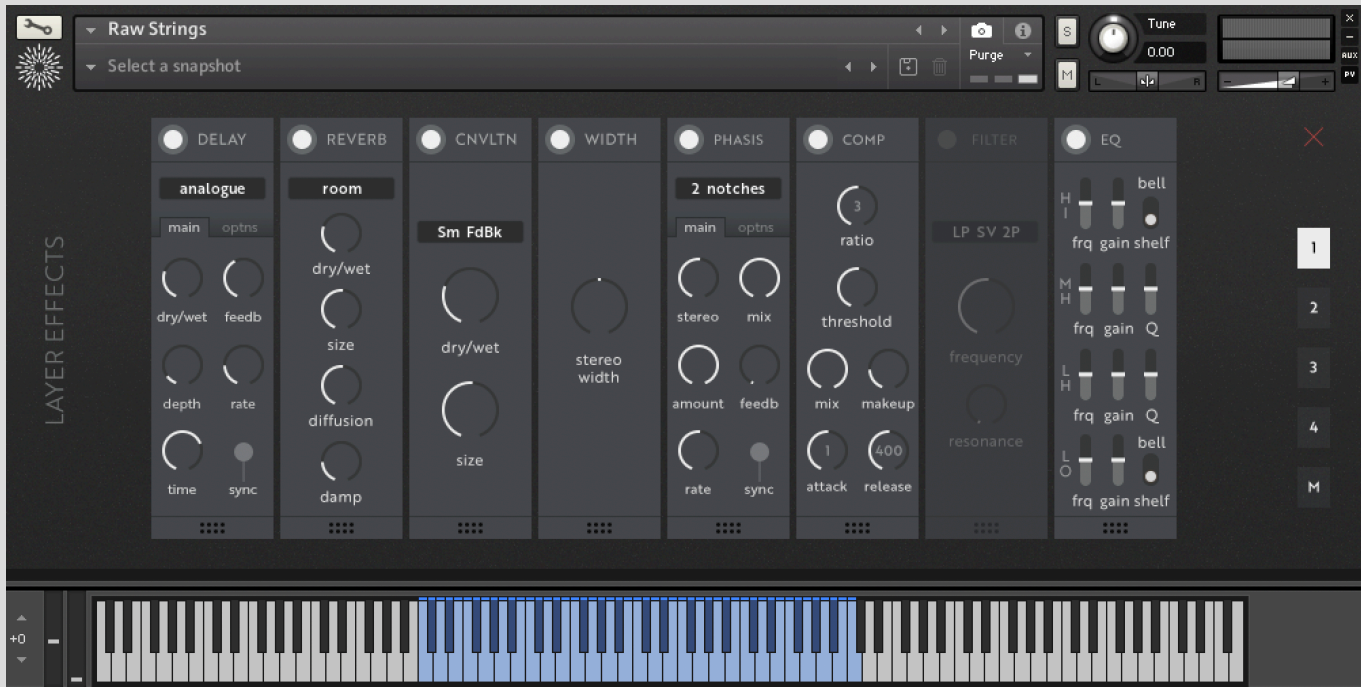 Raw Strings
S
Tune
0.00
AUX
PV
Select a snapshot
Purge
M
L
R
DELAY
REVERB
CNVLTN
WIDTH
PHASIS
COMP
FILTER
EQ
LAYER EFFECTS
analogue
main optns
dry/wet feedb
depth rate
time sync
room
dry/wet
size
diffusion
damp
Sm FdBk
dry/wet
size
stereo
width
2 notches
main optns
stereo mix
amount feedb
rate sync
3
ratio
threshold
mix makeup
1 400
attack release
LP SV 2P
frequency
resonance
HI
bell
frq gain shelf
MH
frq gain Q
LH
frq gain Q
LO
bell
frq gain shelf
1
2
3
4
M
+0